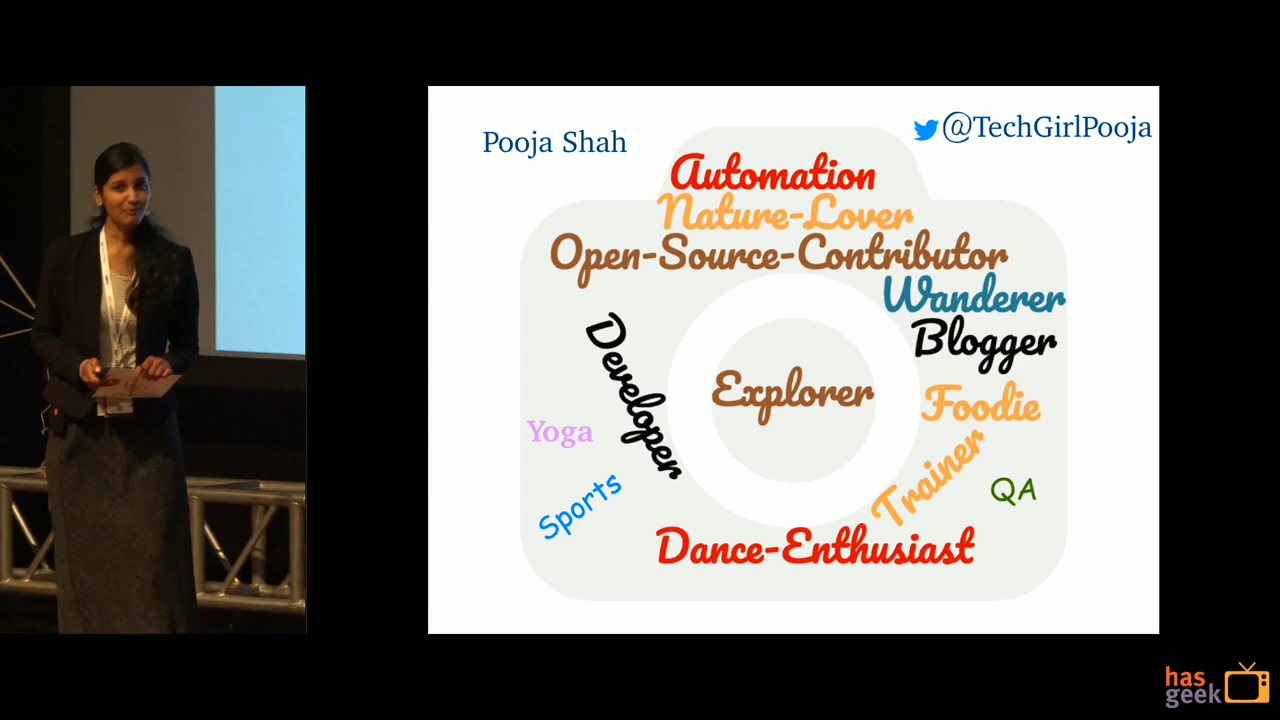 Pooja Shah
@TechGirlPooja
Automation
Nature-Lover
Open-Source-Contributor
Wanderer
Blogger
Developer
Explorer
Foodie
Yoga
Trainer
Sports
QA
Dance-Enthusiast
has
geek